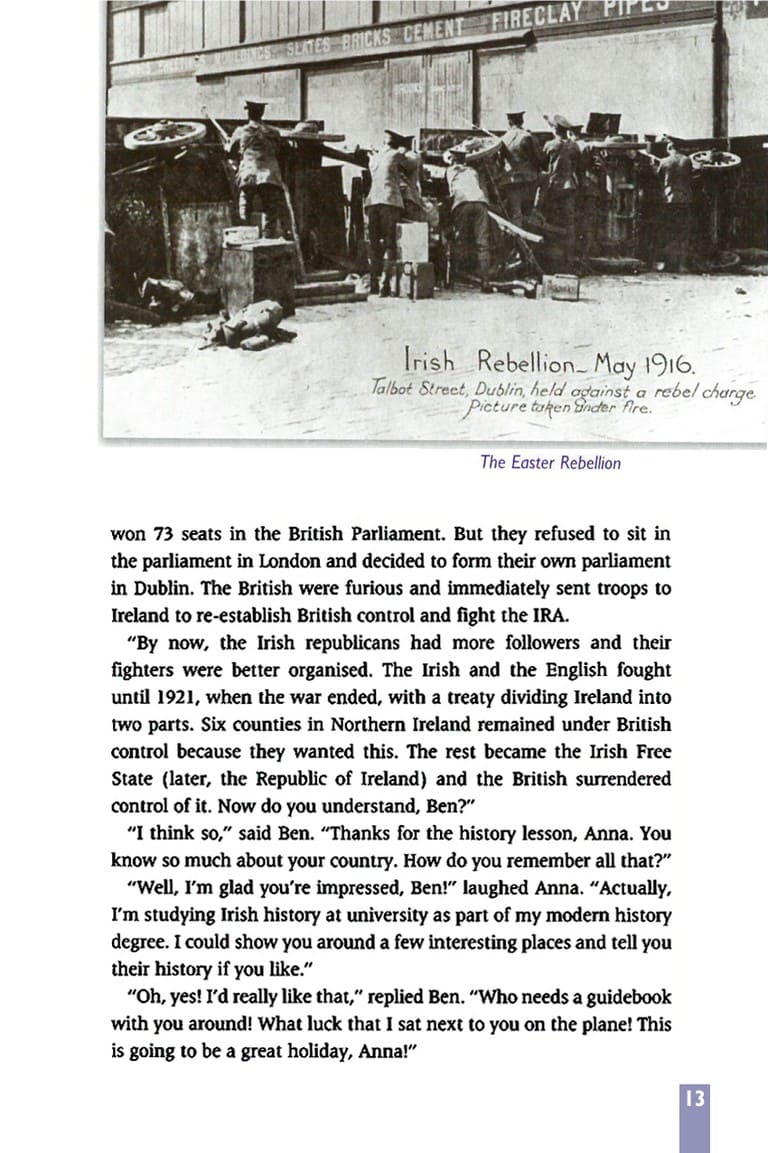 SLATES BRICKS CEMENT FIRECLAY PIPES
Irish Rebellion_ May 1916.
Talbot Street, Dublin, held against a rebel charge
Picture taken under fire.
The Easter Rebellion
won 73 seats in the British Parliament. But they refused to sit in
the parliament in London and decided to form their own parliament
in Dublin. The British were furious and immediately sent troops to
Ireland to re-establish British control and fight the IRA.
"By now, the Irish republicans had more followers and their
fighters were better organised. The Irish and the English fought
until 1921, when the war ended, with a treaty dividing Ireland into
two parts. Six counties in Northern Ireland remained under British
control because they wanted this. The rest became the Irish Free
State (later, the Republic of Ireland) and the British surrendered
control of it. Now do you understand, Ben?"
"I think so," said Ben. "Thanks for the history lesson, Anna. You
know so much about your country. How do you remember all that?"
"Well, I'm glad you're impressed, Ben!" laughed Anna. "Actually,
I'm studying Irish history at university as part of my modern history
degree. I could show you around a few interesting places and tell you
their history if you like."
"Oh, yes! I'd really like that," replied Ben. "Who needs a guidebook
with you around! What luck that I sat next to you on the plane! This
is going to be a great holiday, Anna!"
13